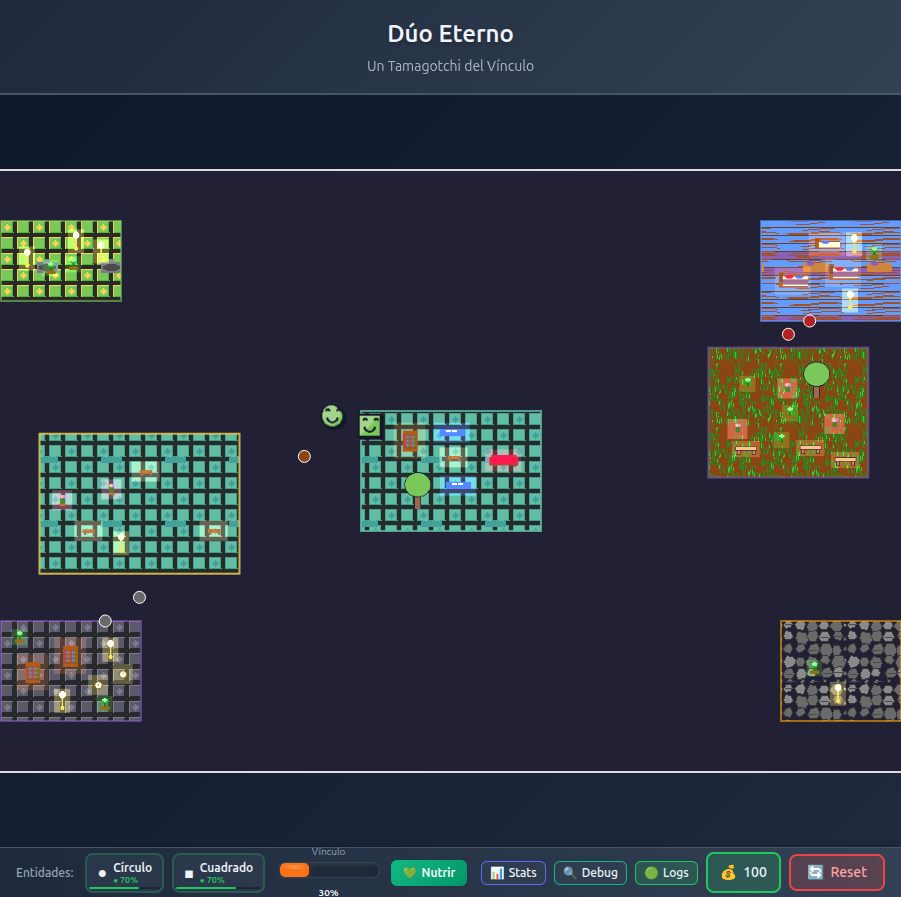 Dúo Eterno
Un Tamagotchi del Vínculo
Vínculo
Entidades:
● Círculo
● 70%
■ Cuadrado
● 70%
💚 Nutrir
📊 Stats
🔍 Debug
🟢 Logs
💰 100
🔄 Reset
30%